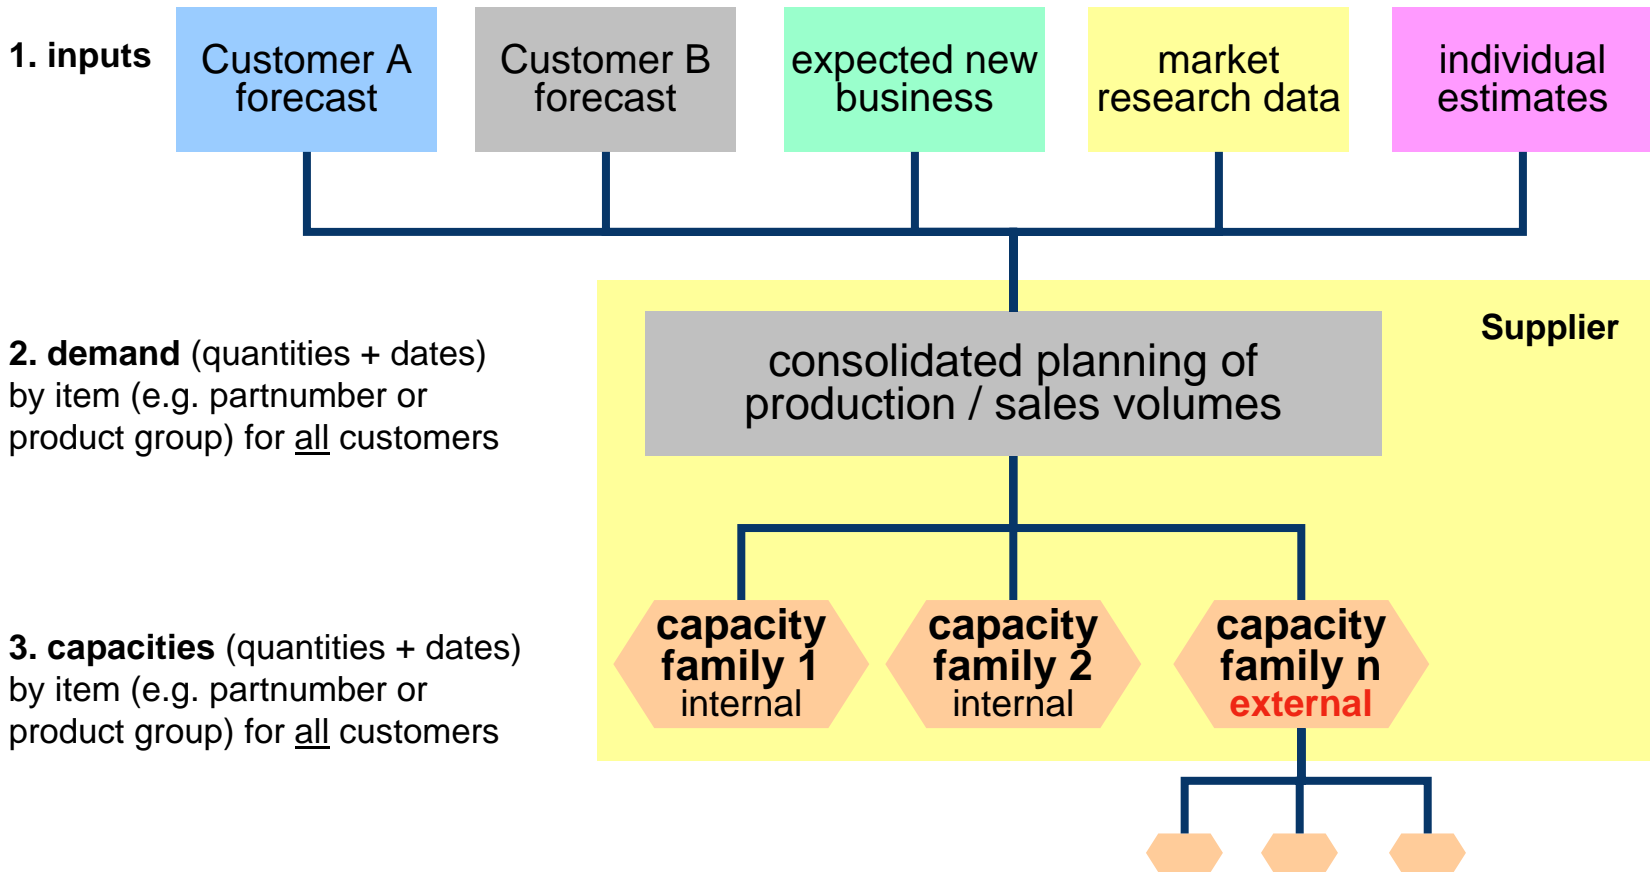 1. inputs
Customer A
forecast
Customer B
forecast
expected new
business
market
research data
individual
estimates
Supplier
2. demand (quantities + dates)
by item (e.g. partnumber or
product group) for all customers
consolidated planning of
production / sales volumes
3. capacities (quantities + dates)
by item (e.g. partnumber or
product group) for all customers
capacity
family 1
internal
capacity
family 2
internal
capacity
family n
external